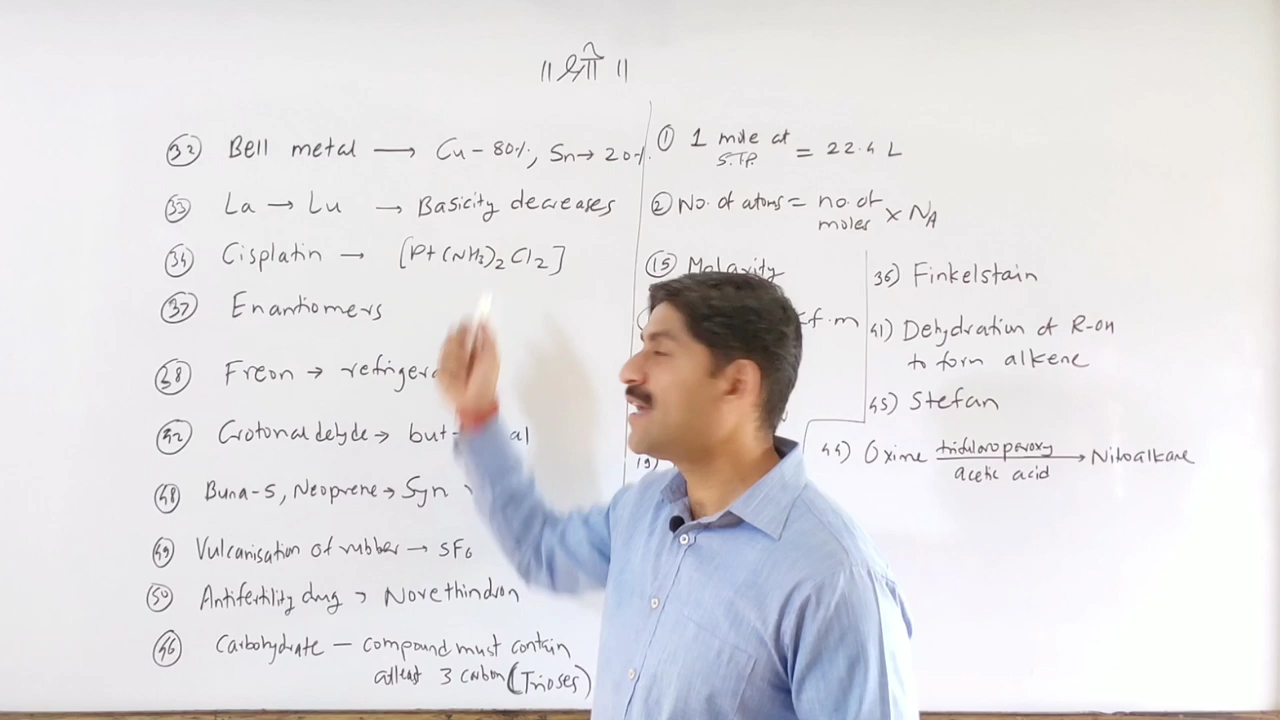 ॥ श्री ॥
32 Bell metal → Cu - 80%, Sn → 20%.
33 La → Lu → Basicity decreases
34 Cisplatin → [Pt(NH3)2Cl2]
37 Enantiomers
38 Freon →
42 Crotonaldehyde → but- al
48 Buna-S, Neoprene → Syn
49 Vulcanisation of rubber → SF6
50 Antifertility drug → Norethindron
46 Carbohydrate — compound must contain
atleast 3 carbon (Trioses)
1 1 mole at
S.T.P. = 22.4 L
2 No. of atoms = no. of
moles × NA
15 Molarity
f.m
19)
36) Finkelstain
41) Dehydration of R-OH
to form alkene
45) Stefan
44) Oxime trichloroperoxy → Nitroalkane
acetic acid